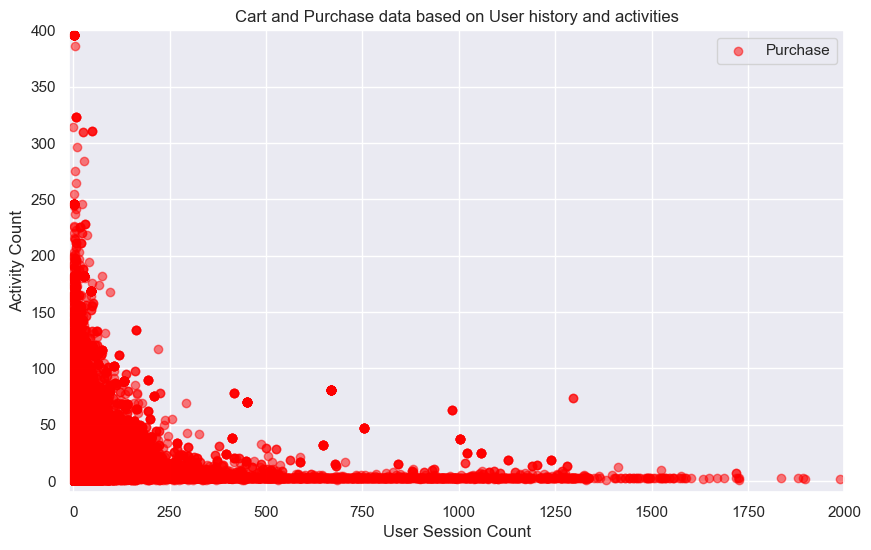 Cart and Purchase data based on User history and activities
Purchase
Activity Count
400
350
300
250
200
150
100
50
0
0 250 500 750 1000 1250 1500 1750 2000
User Session Count